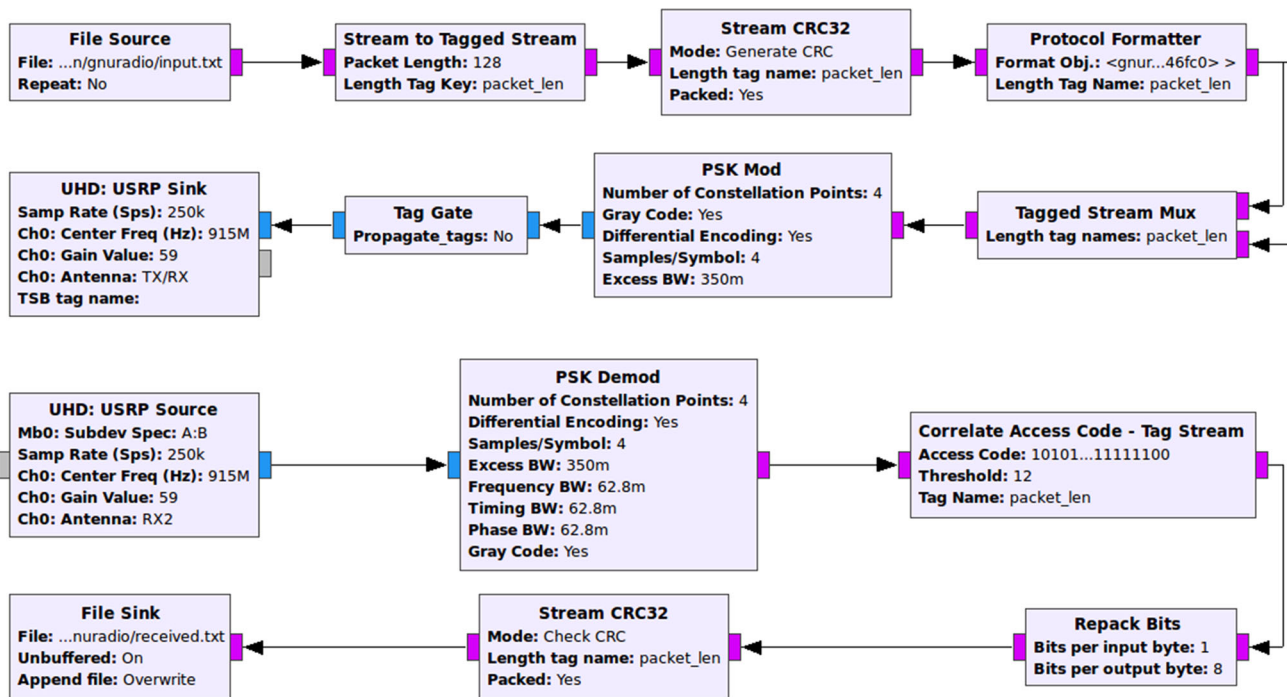 File Source
File: ...n/gnuradio/input.txt
Repeat: No
Stream to Tagged Stream
Packet Length: 128
Length Tag Key: packet_len
Stream CRC32
Mode: Generate CRC
Length tag name: packet_len
Packed: Yes
Protocol Formatter
Format Obj.: <gnur...46fc0> >
Length Tag Name: packet_len
UHD: USRP Sink
Samp Rate (Sps): 250k
Ch0: Center Freq (Hz): 915M
Ch0: Gain Value: 59
Ch0: Antenna: TX/RX
TSB tag name:
Tag Gate
Propagate_tags: No
PSK Mod
Number of Constellation Points: 4
Gray Code: Yes
Differential Encoding: Yes
Samples/Symbol: 4
Excess BW: 350m
Tagged Stream Mux
Length tag names: packet_len
UHD: USRP Source
Mb0: Subdev Spec: A:B
Samp Rate (Sps): 250k
Ch0: Center Freq (Hz): 915M
Ch0: Gain Value: 59
Ch0: Antenna: RX2
PSK Demod
Number of Constellation Points: 4
Differential Encoding: Yes
Samples/Symbol: 4
Excess BW: 350m
Frequency BW: 62.8m
Timing BW: 62.8m
Phase BW: 62.8m
Gray Code: Yes
Correlate Access Code - Tag Stream
Access Code: 10101...11111100
Threshold: 12
Tag Name: packet_len
File Sink
File: ...nuradio/received.txt
Unbuffered: On
Append file: Overwrite
Stream CRC32
Mode: Check CRC
Length tag name: packet_len
Packed: Yes
Repack Bits
Bits per input byte: 1
Bits per output byte: 8